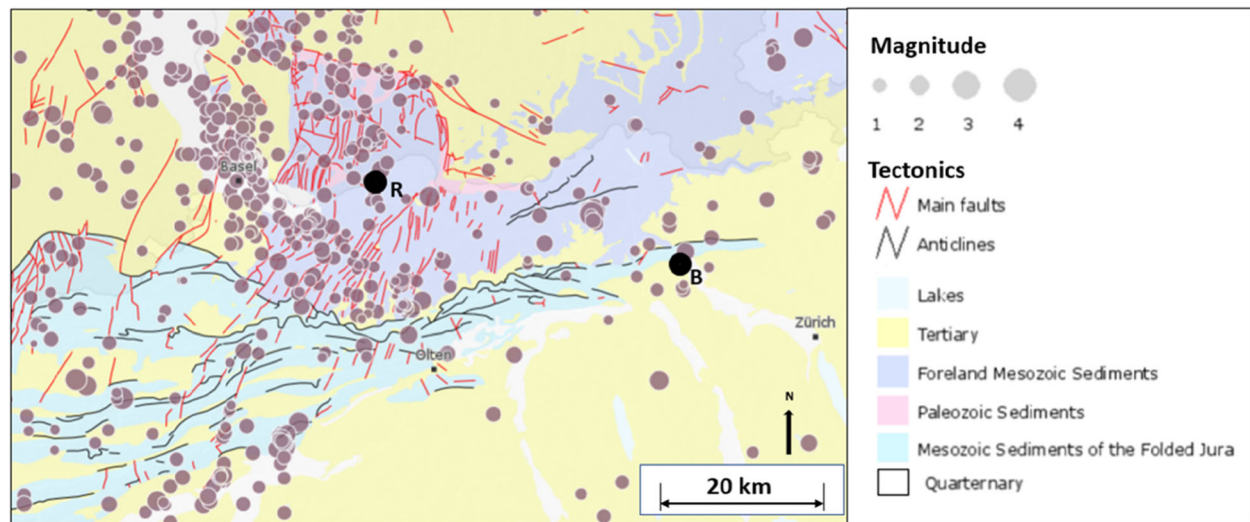 Basel
R
B
Zürich
Olten
N
20 km
Magnitude
1 2 3 4
Tectonics
Main faults
Anticlines
Lakes
Tertiary
Foreland Mesozoic Sediments
Paleozoic Sediments
Mesozoic Sediments of the Folded Jura
Quarternary